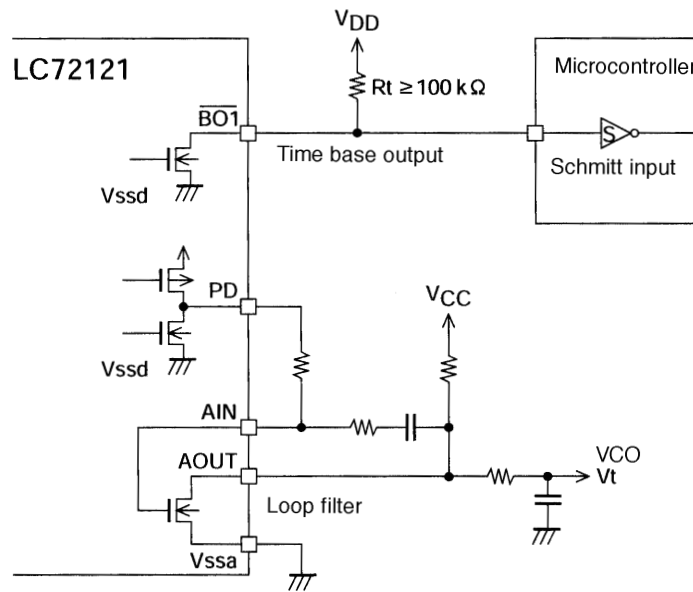 VDD
LC72121
Microcontroller
Rt ≥ 100 k Ω
BO1
S
Time base output
Schmitt input
Vssd
PD
VCC
Vssd
AIN
AOUT
VCO
Vt
Loop filter
Vssa